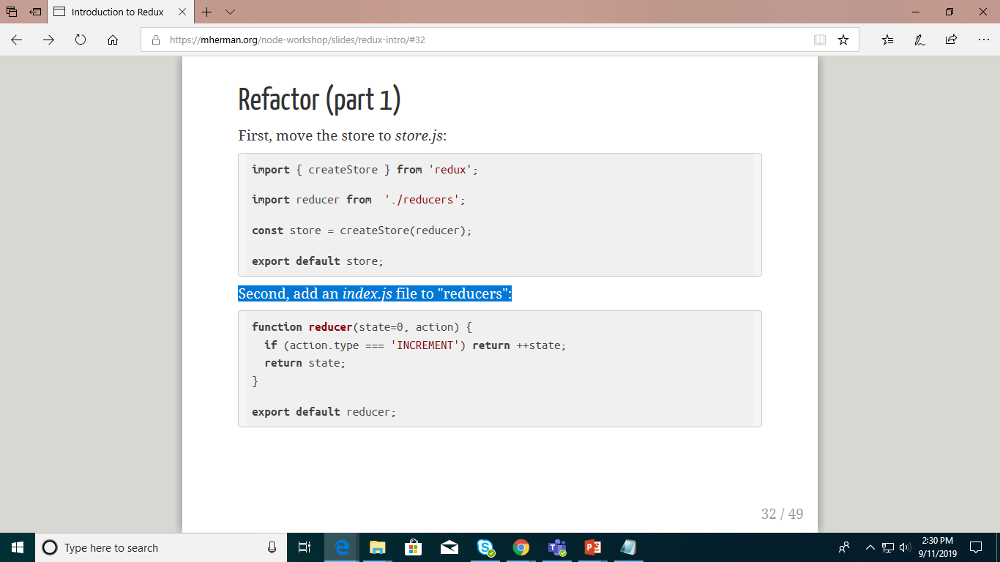 Introduction to Redux
https://mherman.org/node-workshop/slides/redux-intro/#32
Refactor (part 1)
First, move the store to store.js:
import { createStore } from 'redux';
import reducer from  './reducers';
const store = createStore(reducer);
export default store;
Second, add an index.js file to "reducers":
function reducer(state=0, action) {
  if (action.type === 'INCREMENT') return ++state;
  return state;
}
export default reducer;
32 / 49
Type here to search
2:30 PM
9/11/2019